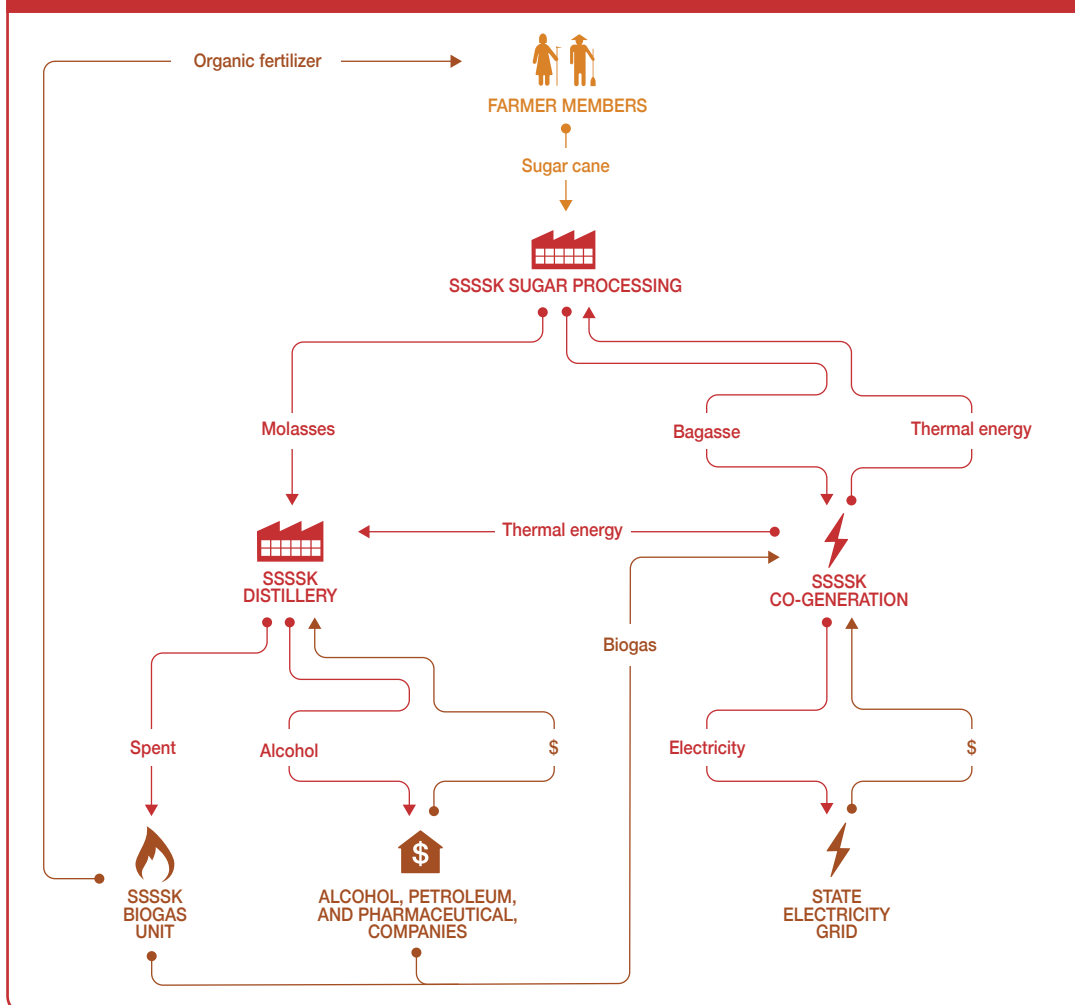 Organic fertilizer
FARMER MEMBERS
Sugar cane
SSSSK SUGAR PROCESSING
Molasses
Bagasse
Thermal energy
Thermal energy
SSSSK
DISTILLERY
SSSSK
CO-GENERATION
Biogas
Spent
Alcohol
$
Electricity
$
$
SSSSK
BIOGAS
UNIT
ALCOHOL, PETROLEUM,
AND PHARMACEUTICAL,
COMPANIES
STATE
ELECTRICITY
GRID